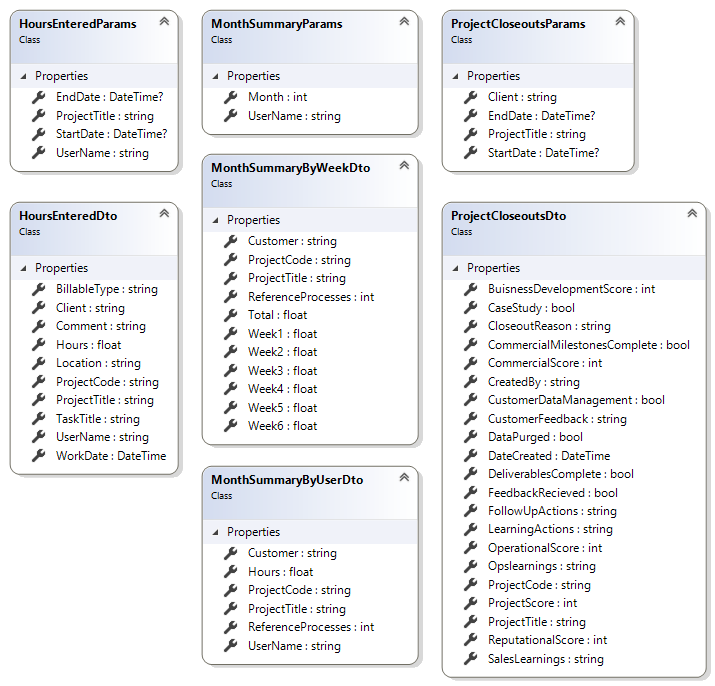 HoursEnteredParams
Class
Properties
EndDate : DateTime?
ProjectTitle : string
StartDate : DateTime?
UserName : string
MonthSummaryParams
Class
Properties
Month : int
UserName : string
ProjectCloseoutsParams
Class
Properties
Client : string
EndDate : DateTime?
ProjectTitle : string
StartDate : DateTime?
HoursEnteredDto
Class
Properties
BillableType : string
Client : string
Comment : string
Hours : float
Location : string
ProjectCode : string
ProjectTitle : string
TaskTitle : string
UserName : string
WorkDate : DateTime
MonthSummaryByWeekDto
Class
Properties
Customer : string
ProjectCode : string
ProjectTitle : string
ReferenceProcesses : int
Total : float
Week1 : float
Week2 : float
Week3 : float
Week4 : float
Week5 : float
Week6 : float
MonthSummaryByUserDto
Class
Properties
Customer : string
Hours : float
ProjectCode : string
ProjectTitle : string
ReferenceProcesses : int
UserName : string
ProjectCloseoutsDto
Class
Properties
BuisnessDevelopmentScore : int
CaseStudy : bool
CloseoutReason : string
CommercialMilestonesComplete : bool
CommercialScore : int
CreatedBy : string
CustomerDataManagement : bool
CustomerFeedback : string
DataPurged : bool
DateCreated : DateTime
DeliverablesComplete : bool
FeedbackRecieved : bool
FollowUpActions : string
LearningActions : string
OperationalScore : int
Opslearnings : string
ProjectCode : string
ProjectScore : int
ProjectTitle : string
ReputationalScore : int
SalesLearnings : string